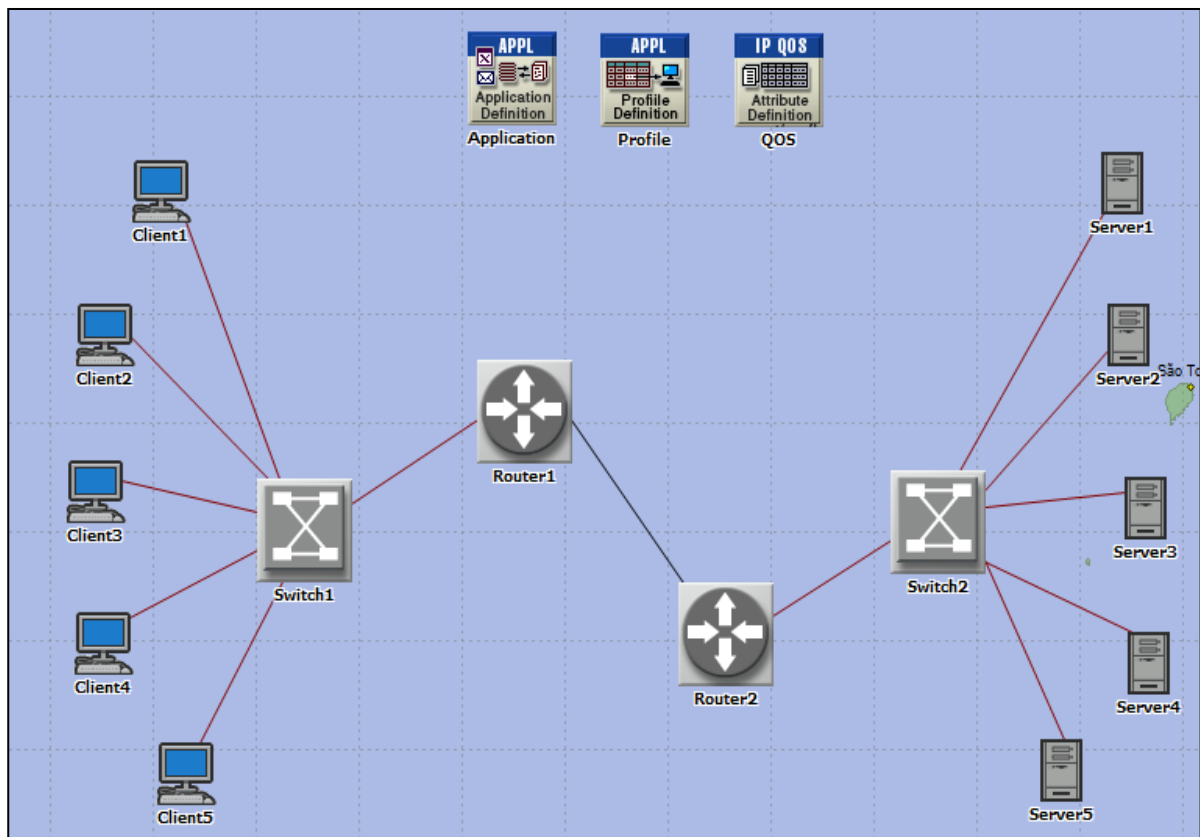 APPL
Application
Definition
Application
APPL
Profiile
Definition
Profile
IP QOS
Attribute
Definition
QOS
Client1
Server1
Client2
Server2
São To
Router1
Client3
Server3
Switch1
Switch2
Client4
Router2
Server4
Client5
Server5